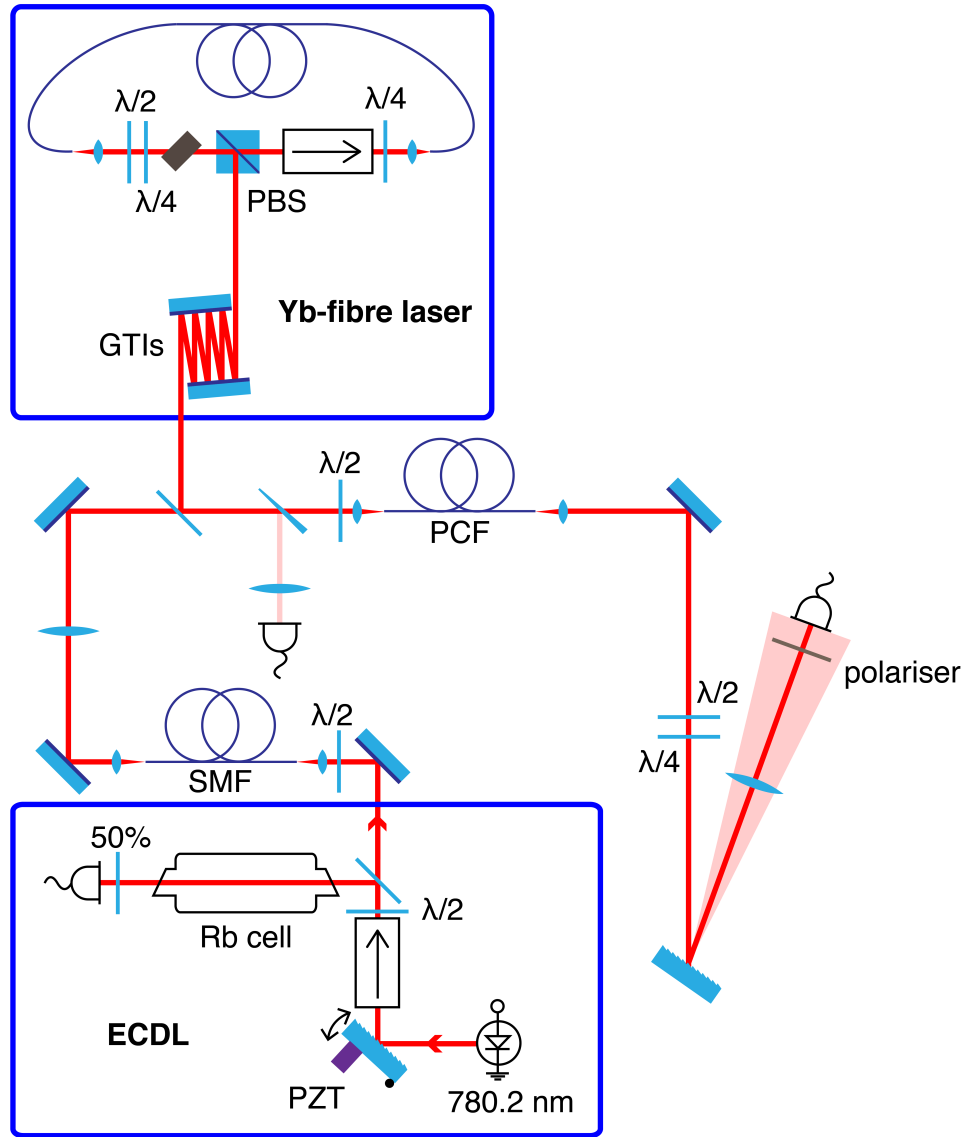 λ/2
λ/4
λ/4
PBS
Yb-fibre laser
GTIs
λ/2
PCF
polariser
λ/2
λ/4
λ/2
SMF
50%
Rb cell
λ/2
ECDL
PZT
780.2 nm